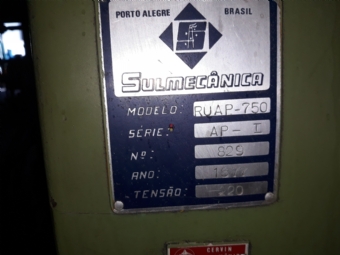 PORTO ALEGRE BRASIL
SULMECÂNICA
MODELO: RUAP-750
SÉRIE: AP-I
Nº: 829
ANO:
TENSÃO: 220